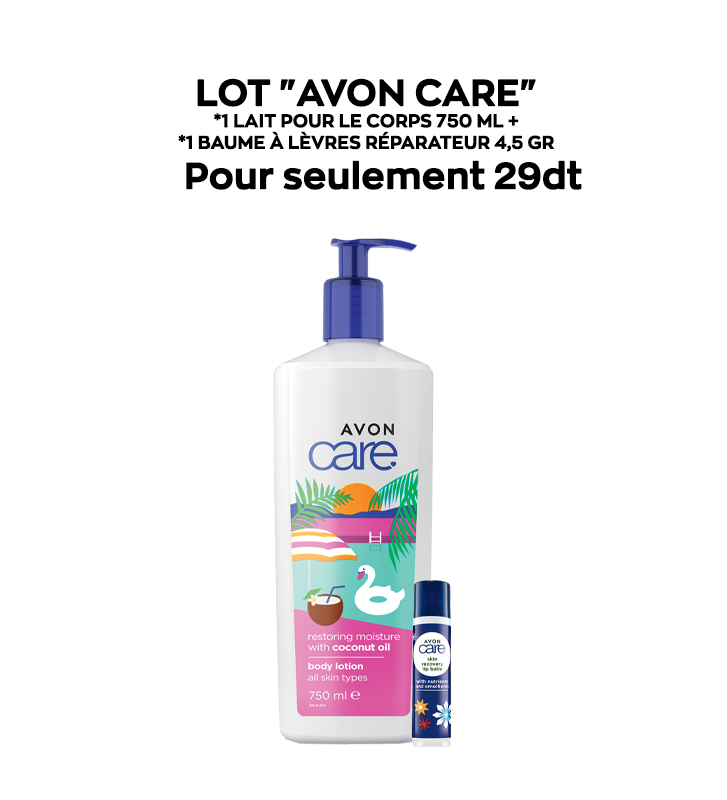 LOT "AVON CARE"
*1 LAIT POUR LE CORPS 750 ML +
*1 BAUME À LÈVRES RÉPARATEUR 4,5 GR
Pour seulement 29dt
AVON
care
restoring moisture
with coconut oil
body lotion
all skin types
750 ml e
AVON
care
skin
recovery
lip balm
with nutrients
and emollients